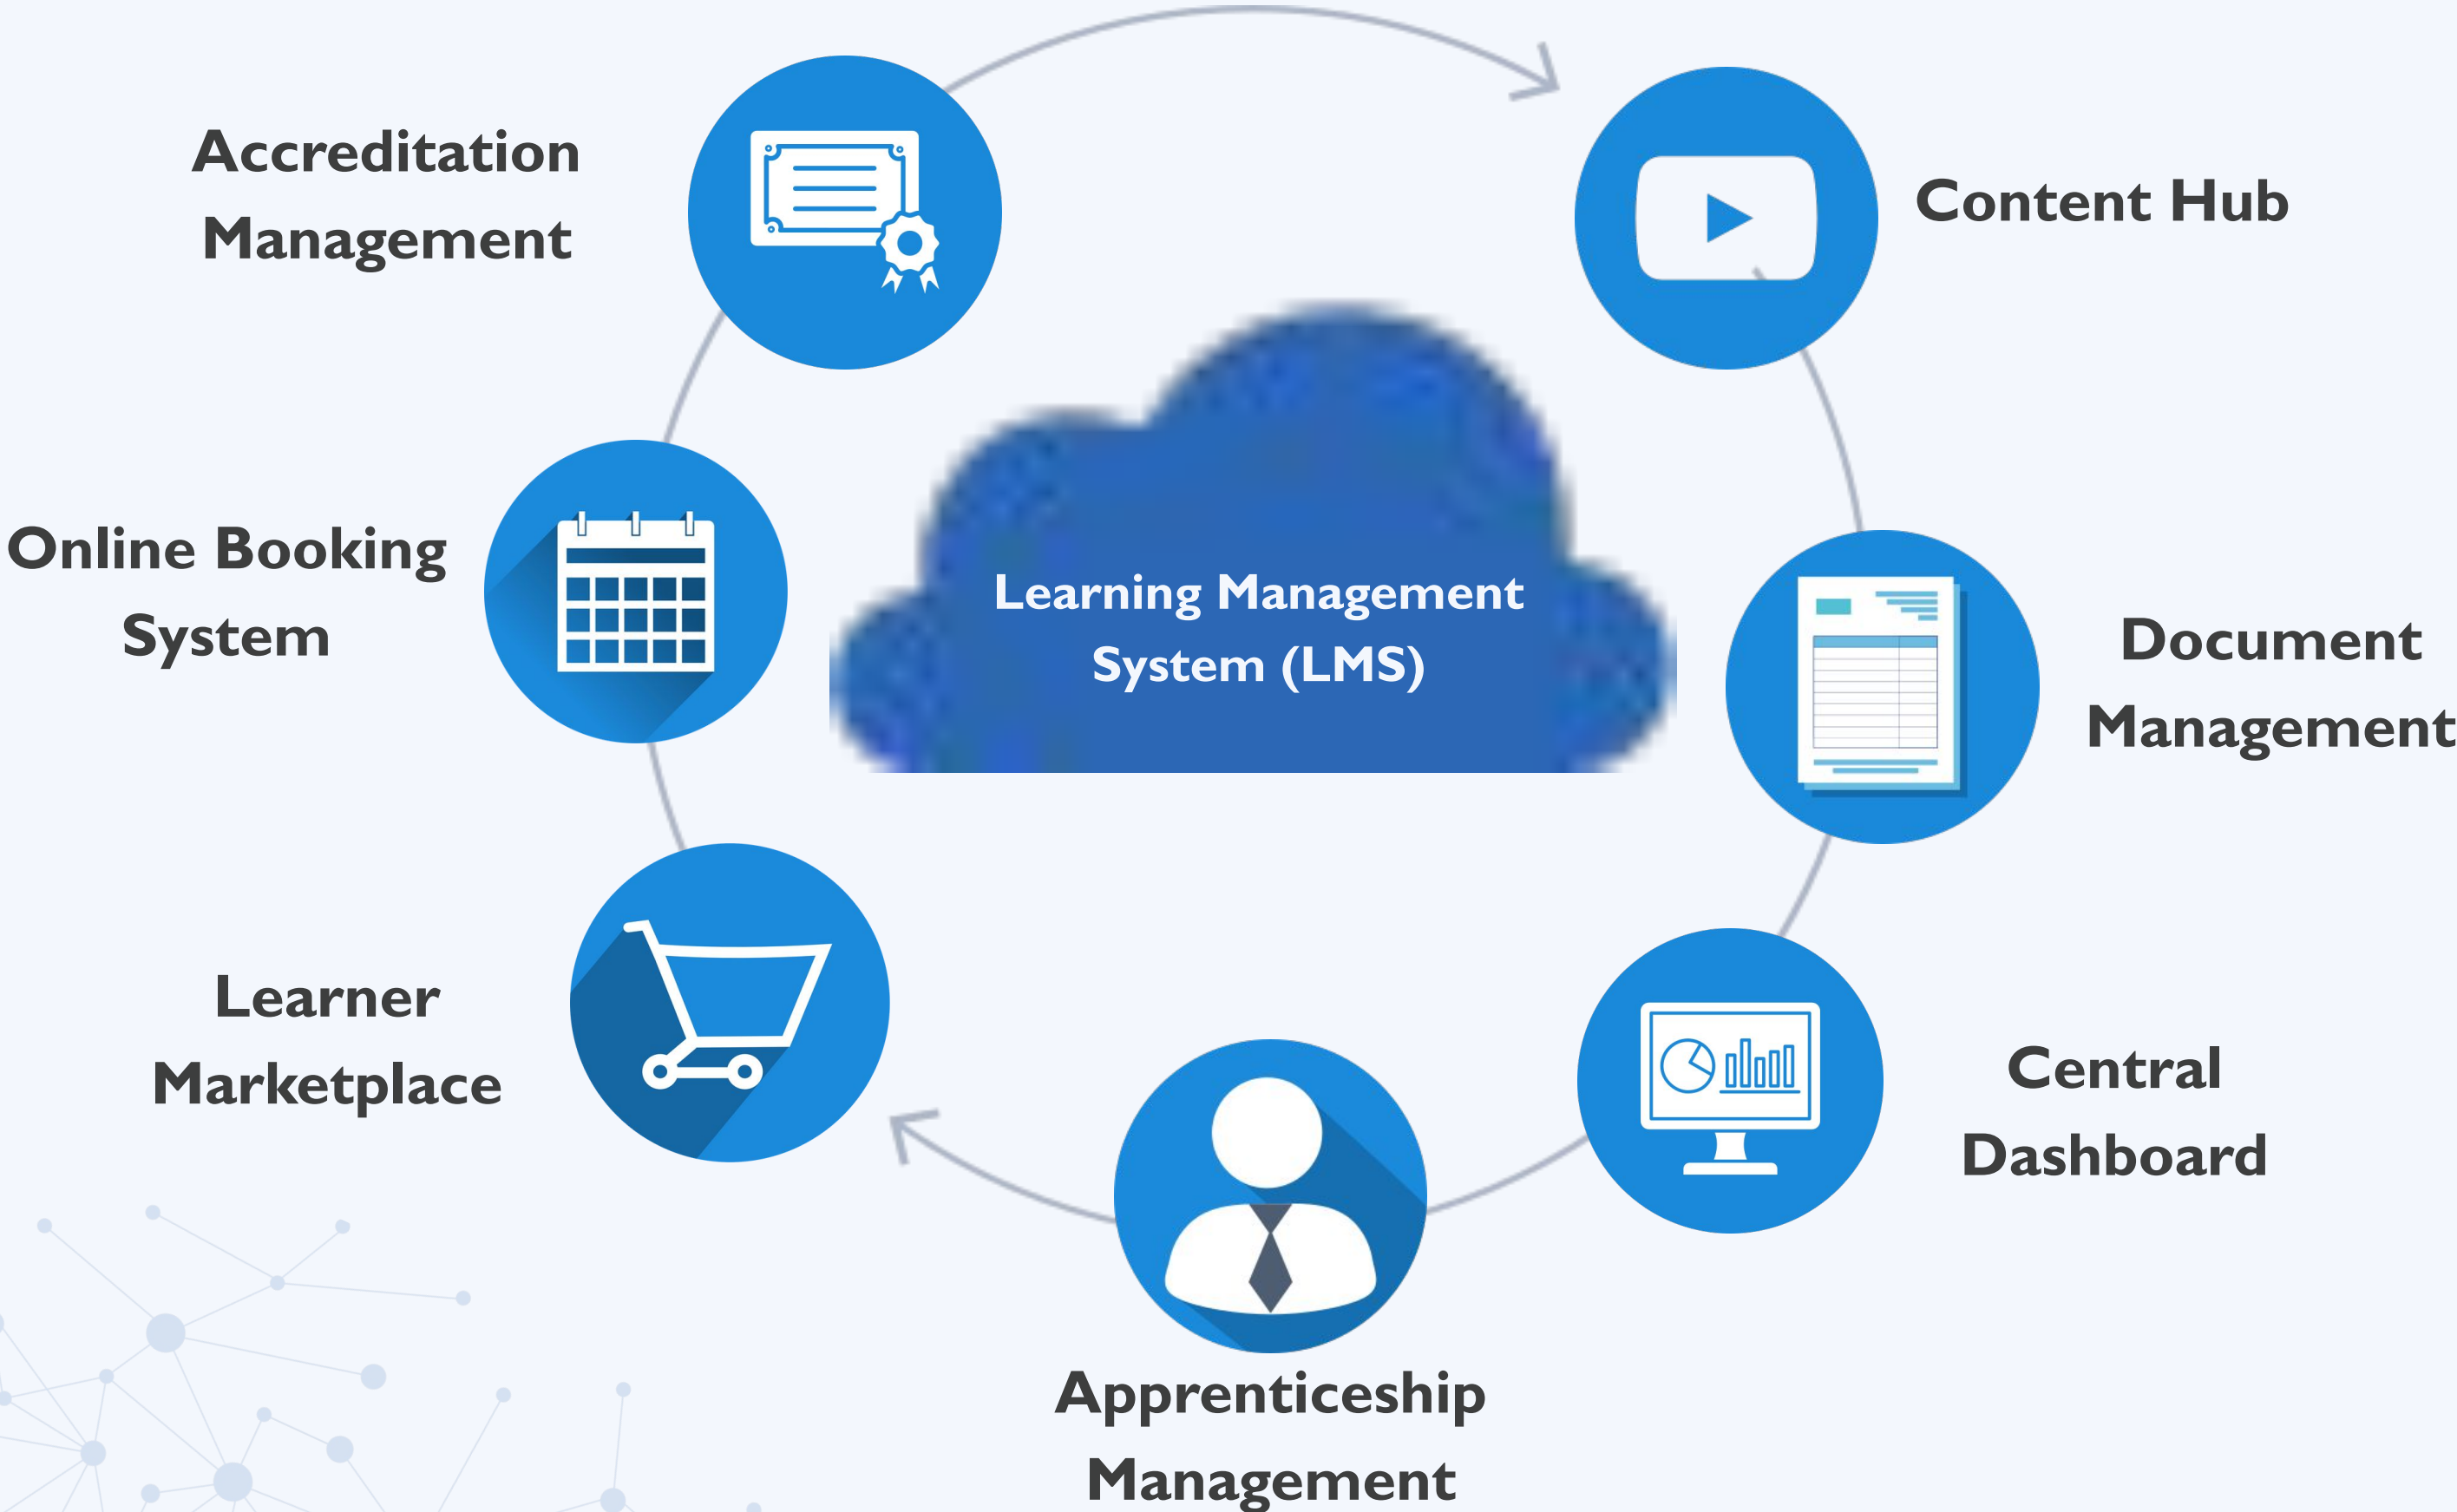 Accreditation
Management
Content Hub
Online Booking
System
Learning Management
System (LMS)
Document
Management
Learner
Marketplace
Central
Dashboard
Apprenticeship
Management